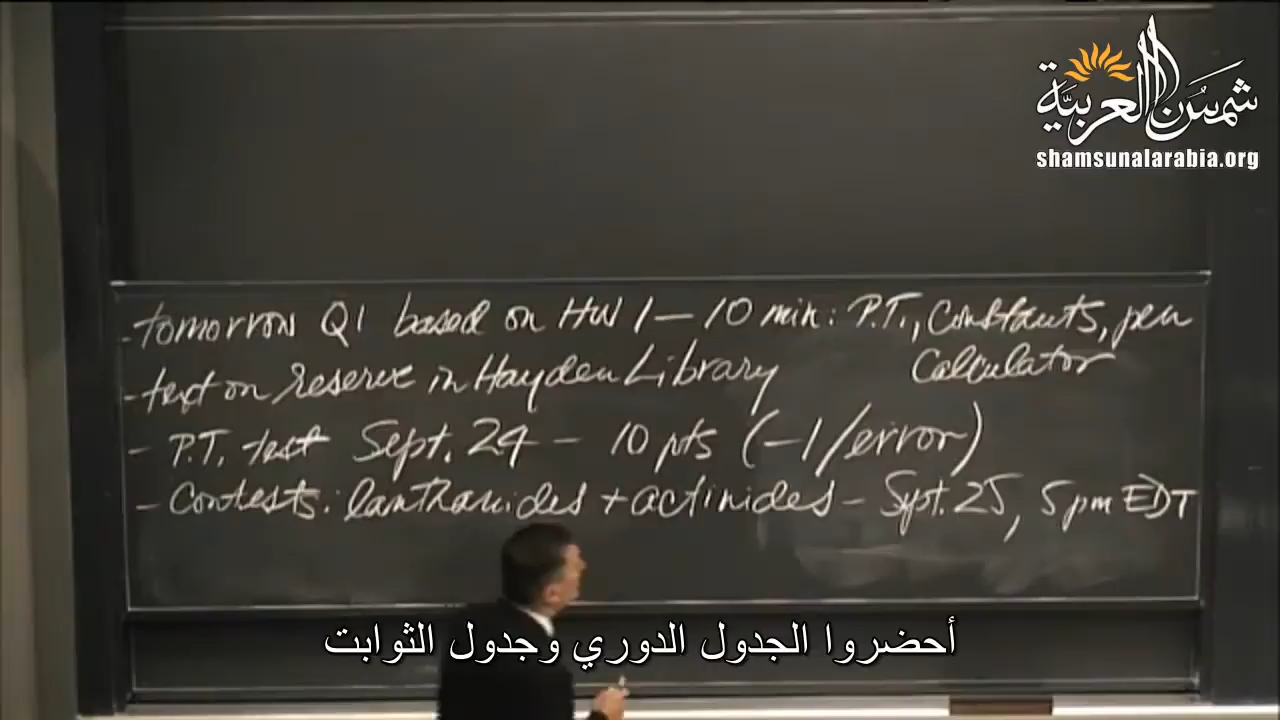 شمس العربية
shamsunalarabia.org
- tomorrow Q1 based on HW 1 — 10 min: P.T., Constants, pen
Calculator
- text on reserve in Hayden Library
- P.T. test Sept. 24 — 10 pts (-1/error)
- Contests: lanthanides + actinides — Sept. 25, 5 pm EDT
أحضروا الجدول الدوري وجدول الثوابت